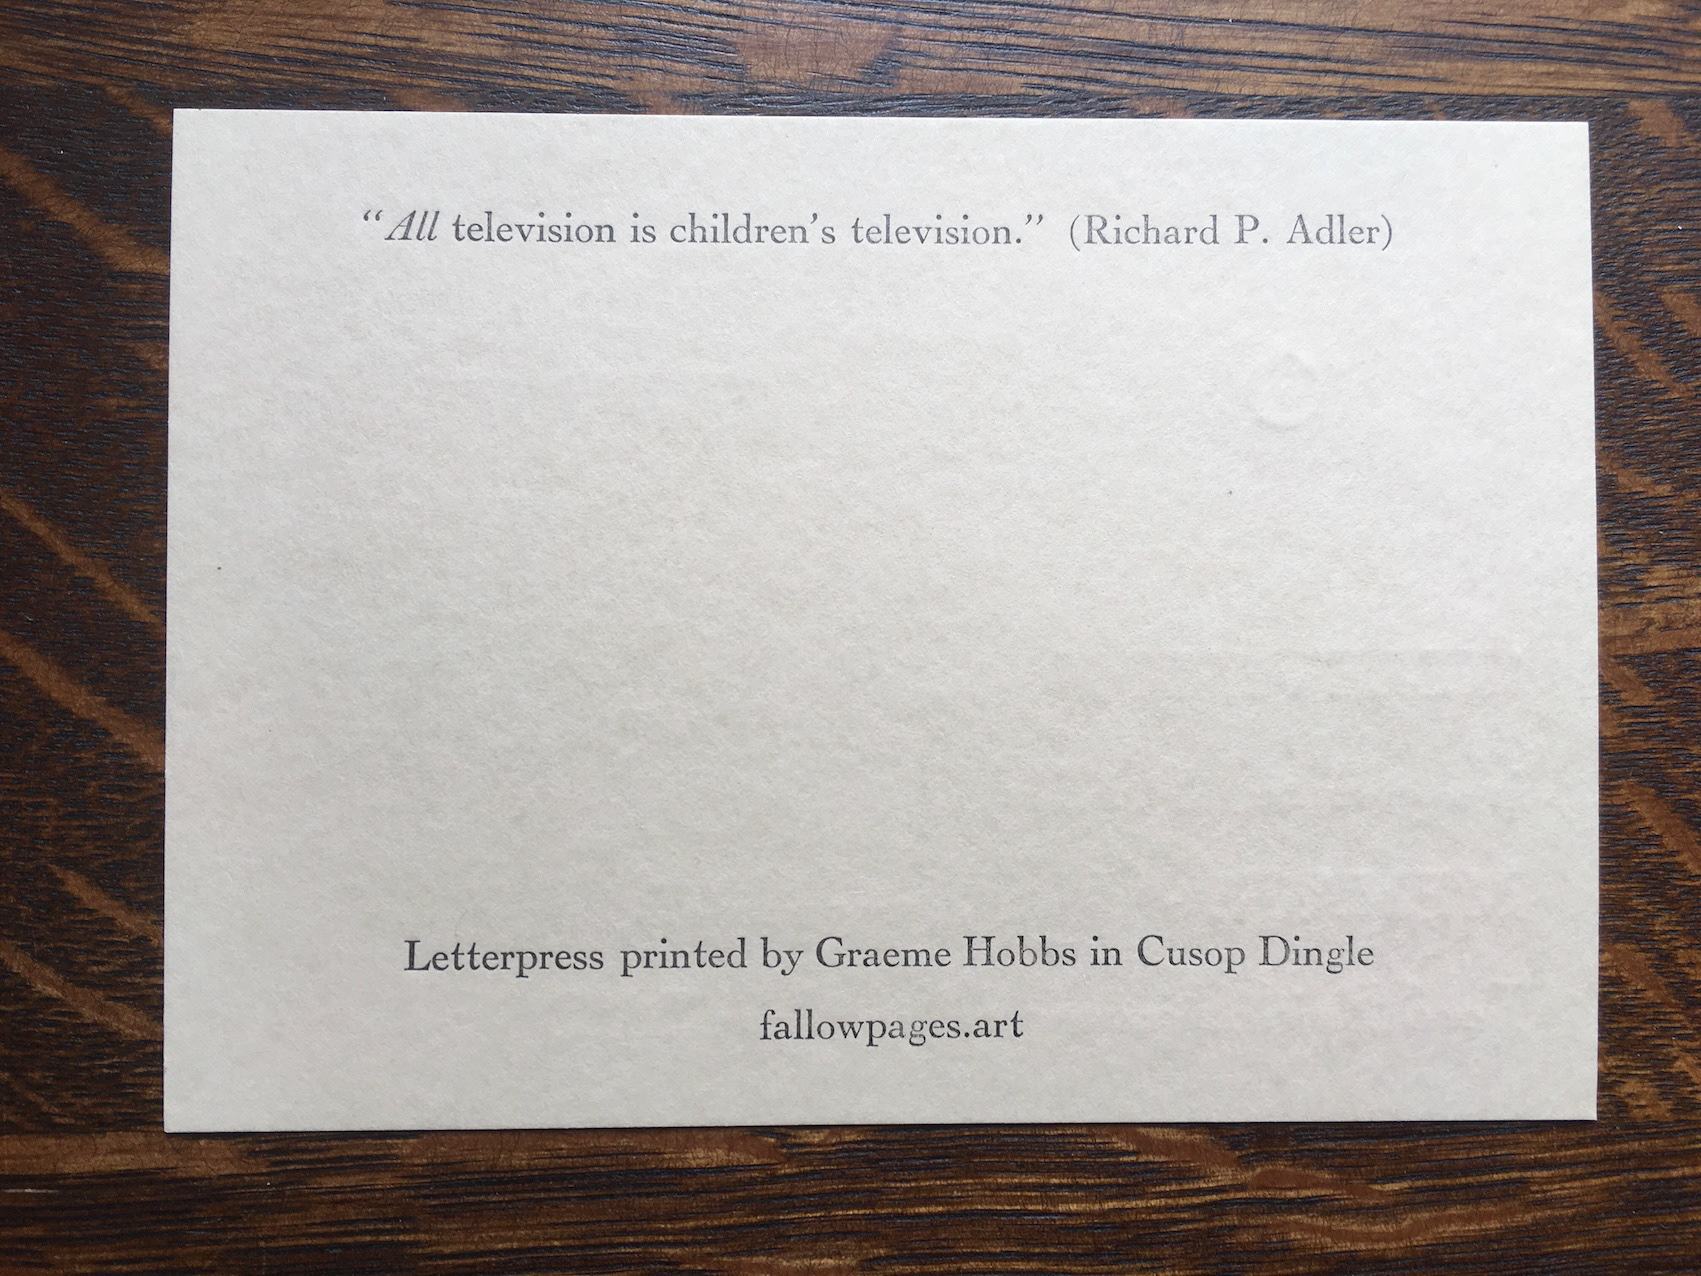 “All television is children’s television.” (Richard P. Adler)
Letterpress printed by Graeme Hobbs in Cusop Dingle
fallowpages.art